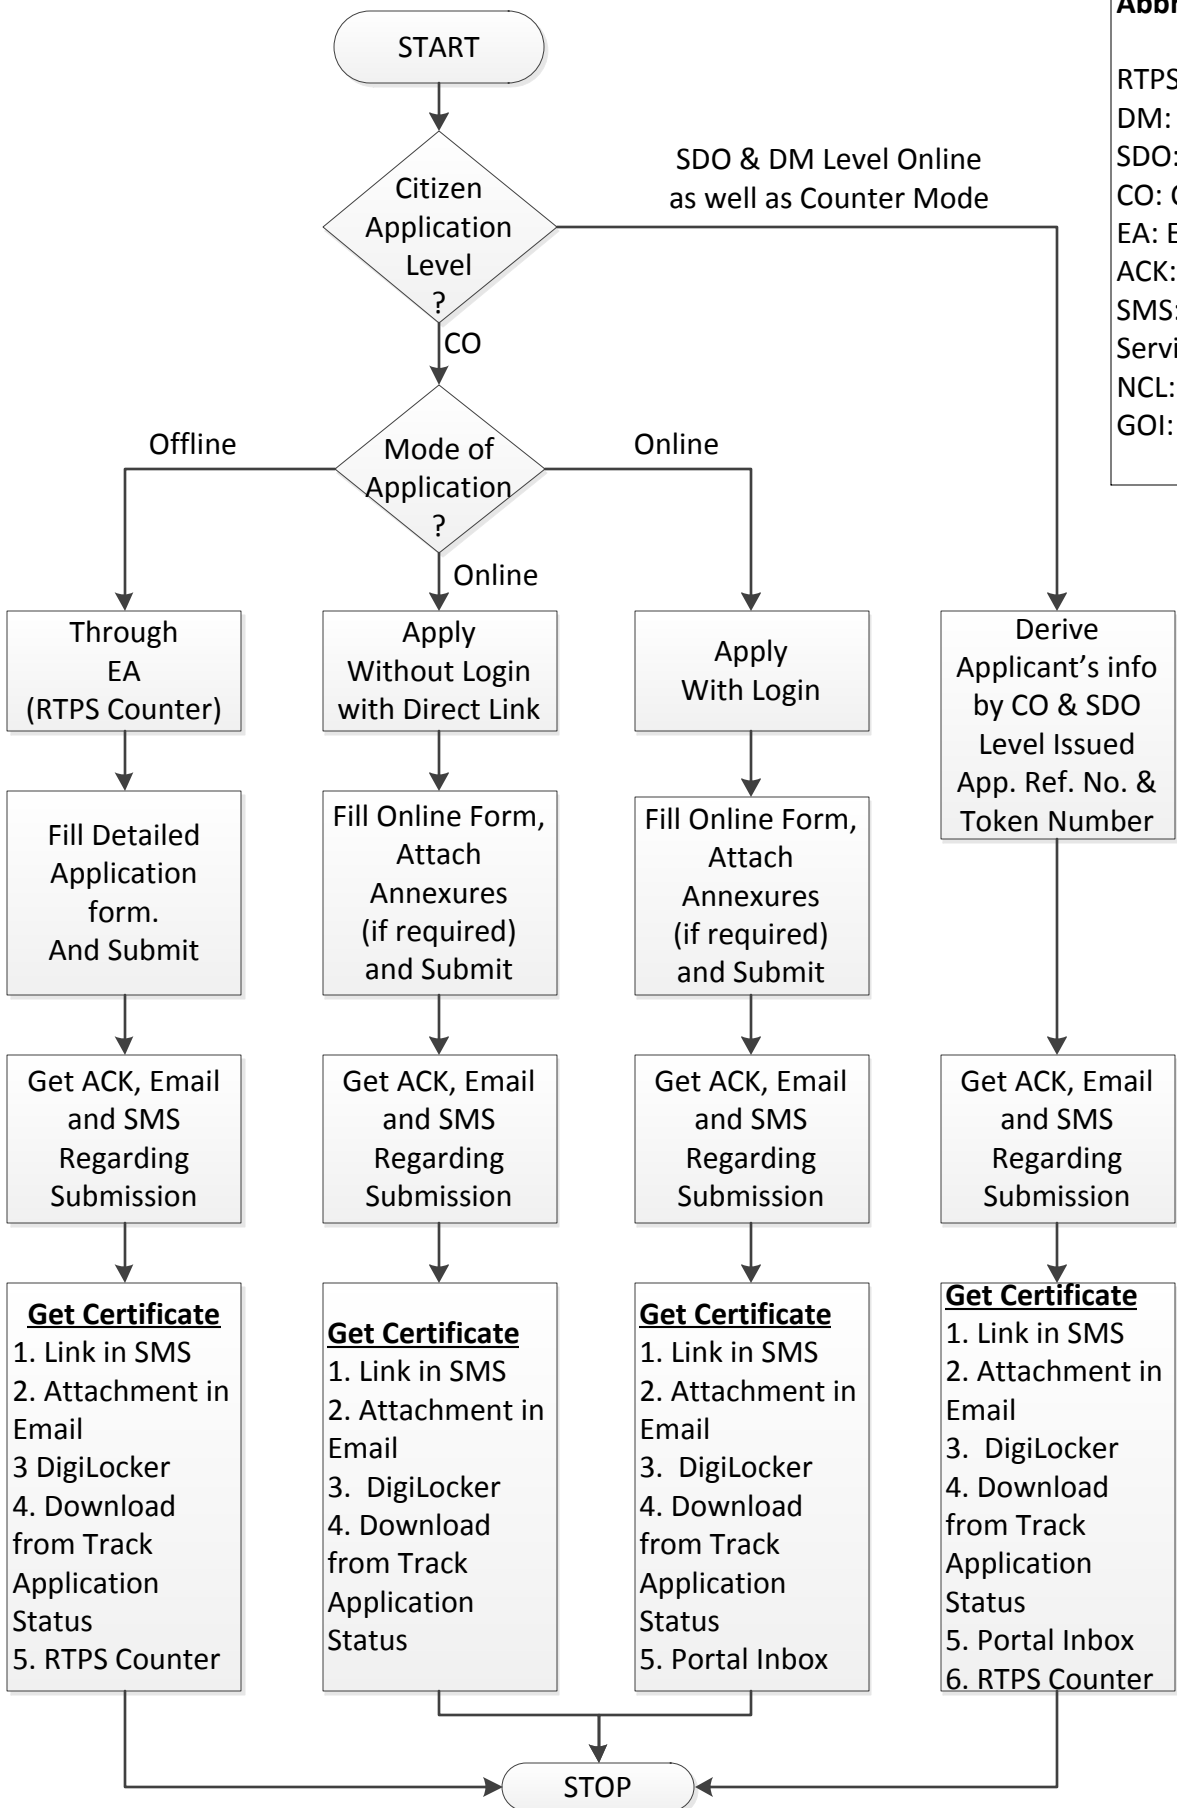 START
Citizen
Application
Level
?
SDO & DM Level Online
as well as Counter Mode
RTPS
DM:
SDO:
CO:
EA:
ACK:
SMS:
NCL:
GOI:
CO
Mode of
Application
?
Offline
Online
Online
Through
EA
(RTPS Counter)
Apply
Without Login
with Direct Link
Apply
With Login
Derive
Applicant’s info
by CO & SDO
Level Issued
App. Ref. No. &
Token Number
Fill Detailed
Application
form.
And Submit
Fill Online Form,
Attach
Annexures
(if required)
and Submit
Fill Online Form,
Attach
Annexures
(if required)
and Submit
Get ACK, Email
and SMS
Regarding
Submission
Get ACK, Email
and SMS
Regarding
Submission
Get ACK, Email
and SMS
Regarding
Submission
Get ACK, Email
and SMS
Regarding
Submission
Get Certificate
1. Link in SMS
2. Attachment in
Email
3 DigiLocker
4. Download
from Track
Application
Status
5. RTPS Counter
Get Certificate
1. Link in SMS
2. Attachment in
Email
3.  DigiLocker
4. Download
from Track
Application
Status
Get Certificate
1. Link in SMS
2. Attachment in
Email
3.  DigiLocker
4. Download
from Track
Application
Status
5. Portal Inbox
Get Certificate
1. Link in SMS
2. Attachment in
Email
3.  DigiLocker
4. Download
from Track
Application
Status
5. Portal Inbox
6. RTPS Counter
STOP